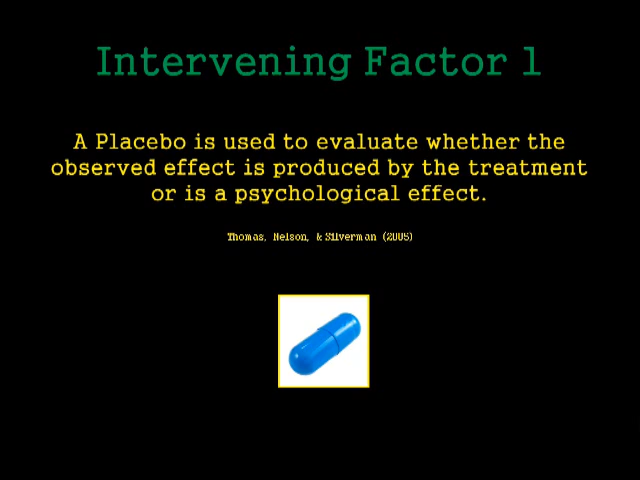 Intervening Factor 1
A Placebo is used to evaluate whether the
observed effect is produced by the treatment
or is a psychological effect.
Thomas, Nelson, & Silverman (2005)